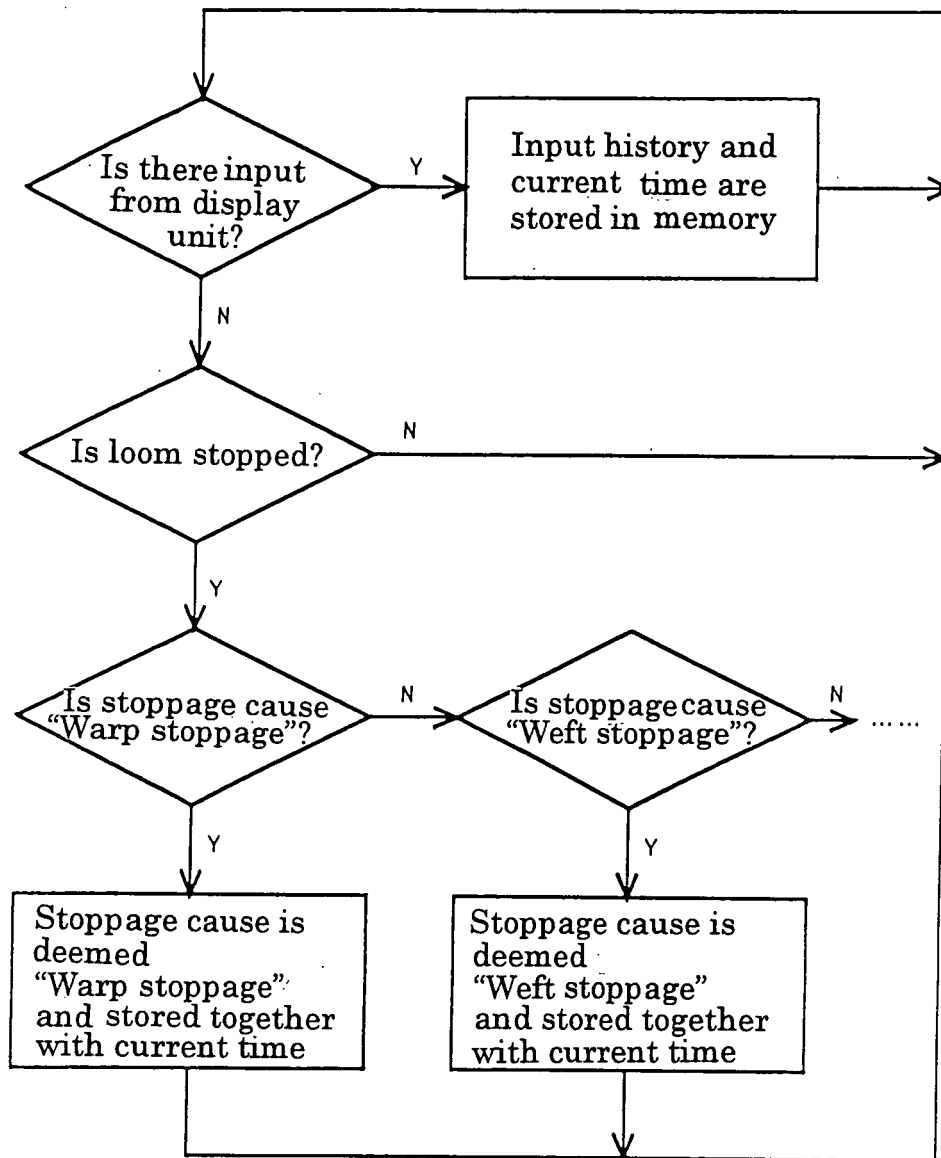 Is there input
from display
unit?
Y
Input history and
current time are
stored in memory
N
Is loom stopped?
N
Y
Is stoppage cause
“Warp stoppage”?
N
Is stoppage cause
“Weft stoppage”?
N
......
Y
Y
Stoppage cause is
deemed
“Warp stoppage”
and stored together
with current time
Stoppage cause is
deemed
“Weft stoppage”
and stored together
with current time